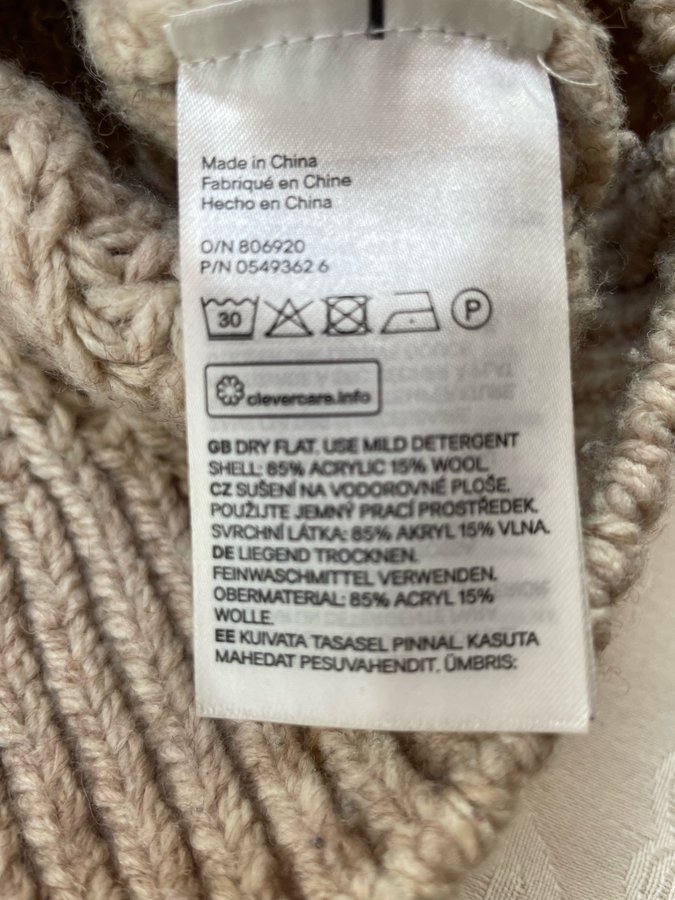 Made in China
Fabriqué en Chine
Hecho en China
O/N 806920
P/N 0549362 6
30 P
clevercare.info
GB DRY FLAT. USE MILD DETERGENT
SHELL: 85% ACRYLIC 15% WOOL.
CZ SUŠENÍ NA VODOROVNÉ PLOŠE.
POUŽIJTE JEMNÝ PRACÍ PROSTŘEDEK.
SVRCHNÍ LÁTKA: 85% AKRYL 15% VLNA.
DE LIEGEND TROCKNEN.
FEINWASCHMITTEL VERWENDEN.
OBERMATERIAL: 85% ACRYL 15%
WOLLE.
EE KUIVATA TASASEL PINNAL. KASUTA
MAHEDAT PESUVAHENDIT. ÜMBRIS: